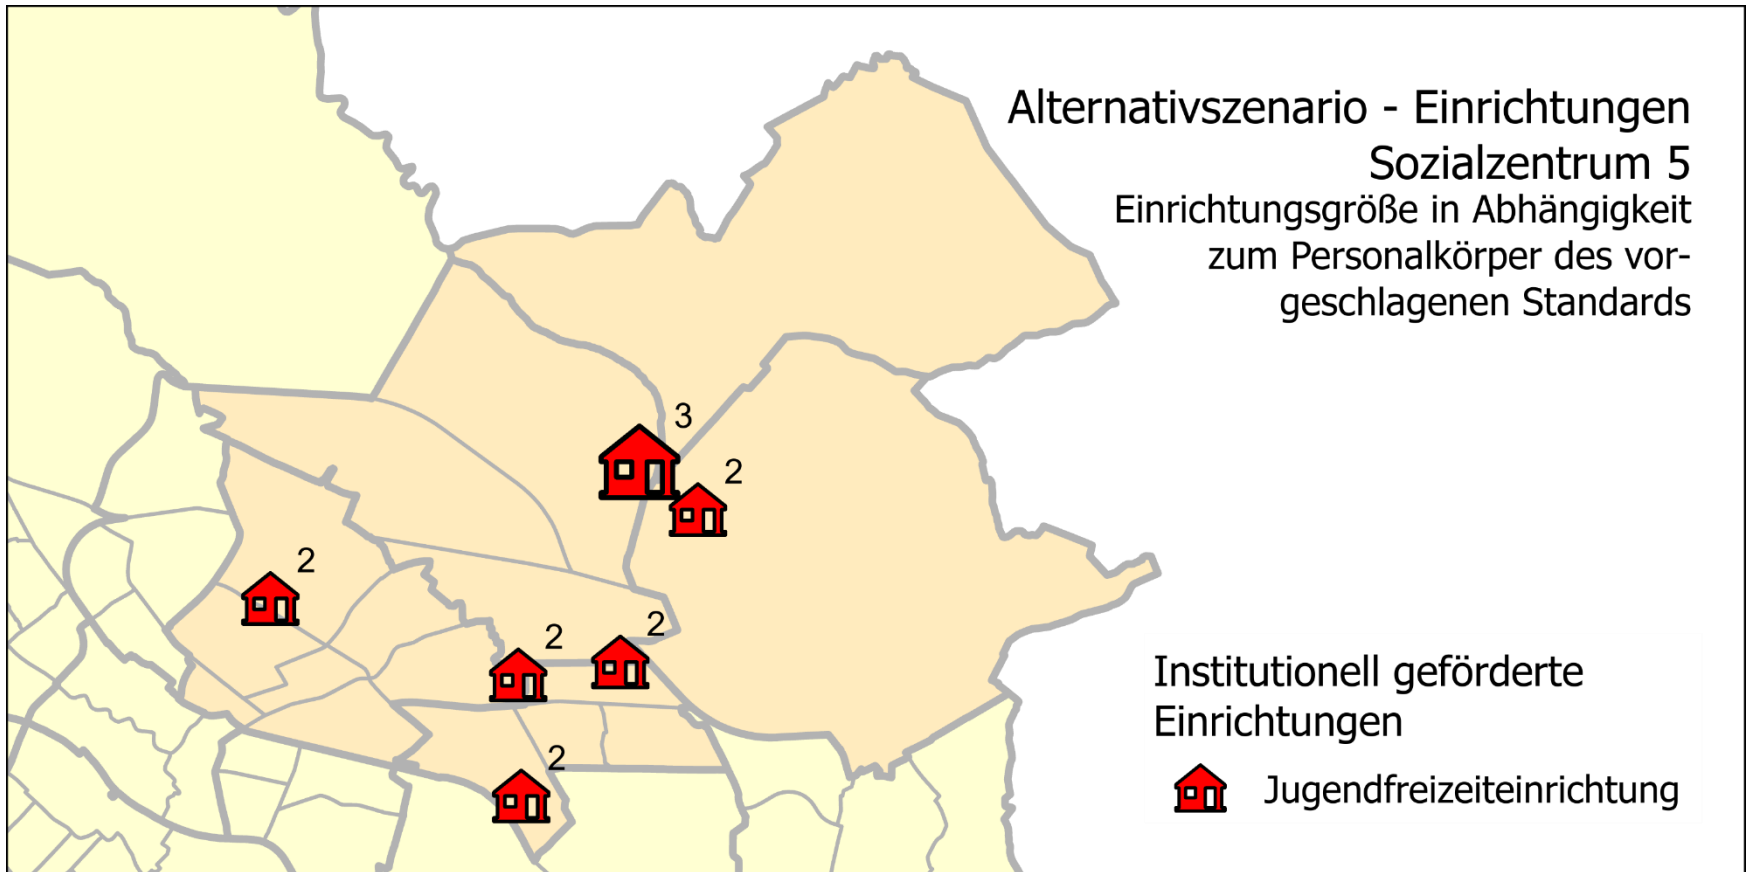 Alternativszenario - Einrichtungen
Sozialzentrum 5
Einrichtungsgröße in Abhängigkeit
zum Personalkörper des vor-
geschlagenen Standards
3
2
2
2
2
2
Institutionell geförderte
Einrichtungen
Jugendfreizeiteinrichtung